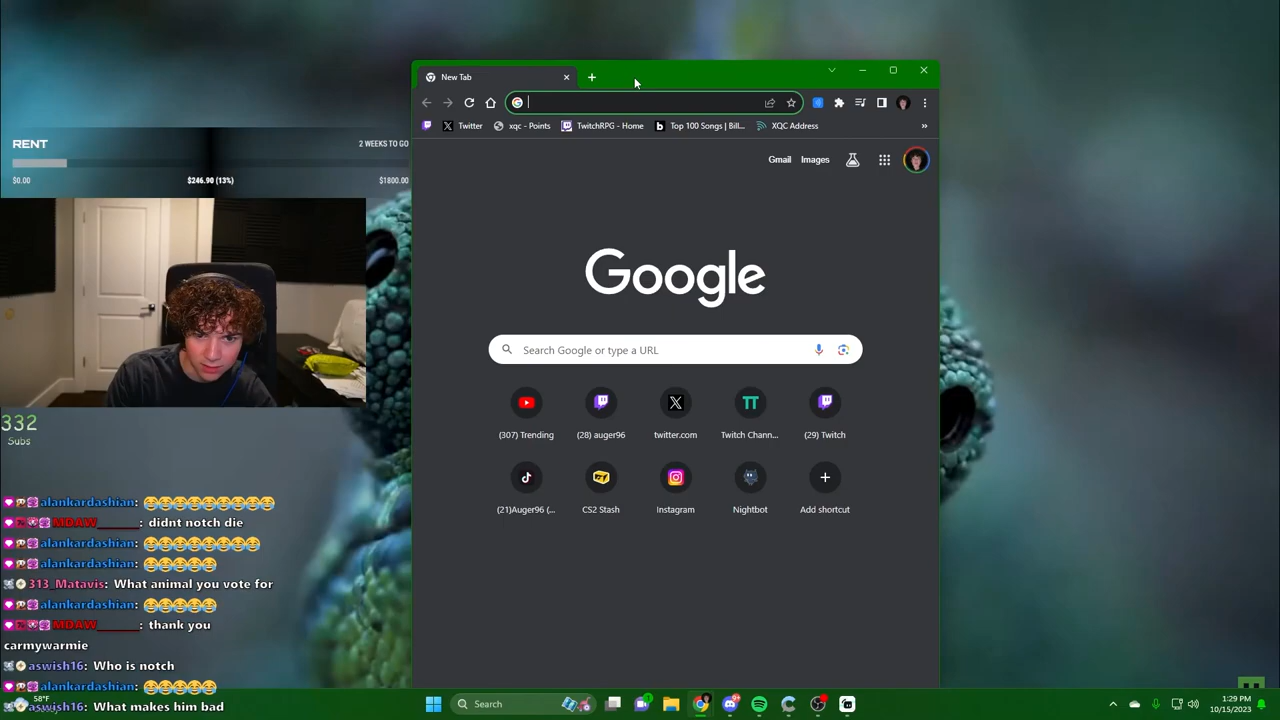 New Tab
Twitter
xqc - Points
TwitchRPG - Home
Top 100 Songs | Bill...
XQC Address
»
Gmail
Images
RENT
2 WEEKS TO GO
$0.00
$246.90 (13%)
$1800.00
Google
Search Google or type a URL
(307) Trending
(28) auger96
twitter.com
Twitch Chann...
(29) Twitch
(21)Auger96 (...
CS2 Stash
Instagram
Nightbot
Add shortcut
332
Subs
alankardashian: 😂😂😂😂😂😂😂😂😂
MDAW______: didnt notch die
alankardashian: 😂😂😂😂😂😂😂😂
alankardashian: 😂😂😂😂😂
313_Matavis: What animal you vote for
alankardashian: 😂😂😂😂😂
MDAW______: thank you
carmywarmie
aswish16: Who is notch
alankardashian: 😂😂😂😂😂
aswish16: What makes him bad
58°F
Search
1:29 PM
10/15/2023